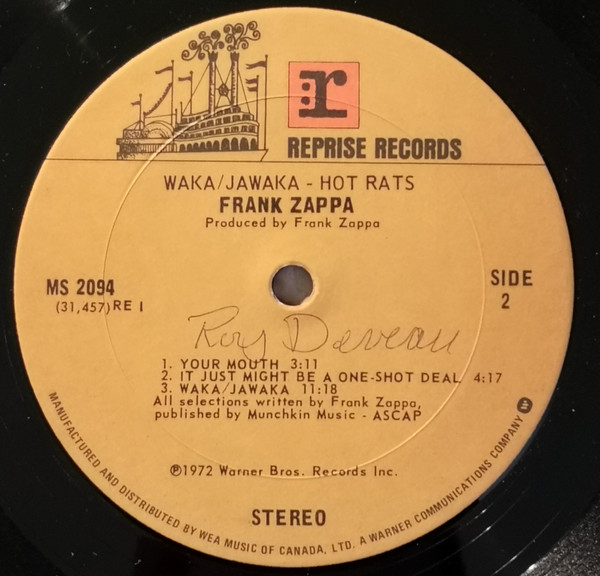 r
REPRISE RECORDS
WAKA/JAWAKA - HOT RATS
FRANK ZAPPA
Produced by Frank Zappa
MS 2094
(31,457) RE 1
SIDE
2
Roy Deveau
1. YOUR MOUTH 3:11
2. IT JUST MIGHT BE A ONE-SHOT DEAL 4:17
3. WAKA/JAWAKA 11:18
All selections written by Frank Zappa,
published by Munchkin Music - ASCAP
℗1972 Warner Bros. Records Inc.
STEREO
MANUFACTURED AND DISTRIBUTED BY WEA MUSIC OF CANADA, LTD. A WARNER COMMUNICATIONS COMPANY